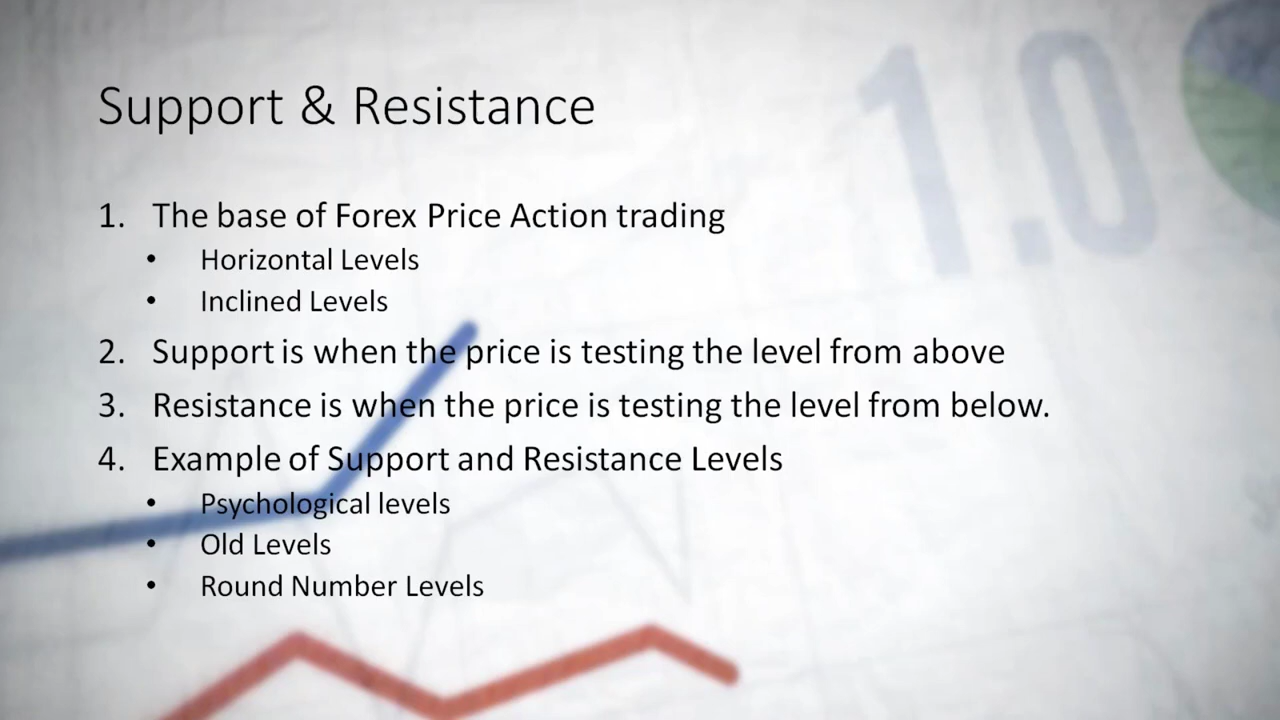 1.0
Support & Resistance
1. The base of Forex Price Action trading
• Horizontal Levels
• Inclined Levels
2. Support is when the price is testing the level from above
3. Resistance is when the price is testing the level from below.
4. Example of Support and Resistance Levels
• Psychological levels
• Old Levels
• Round Number Levels